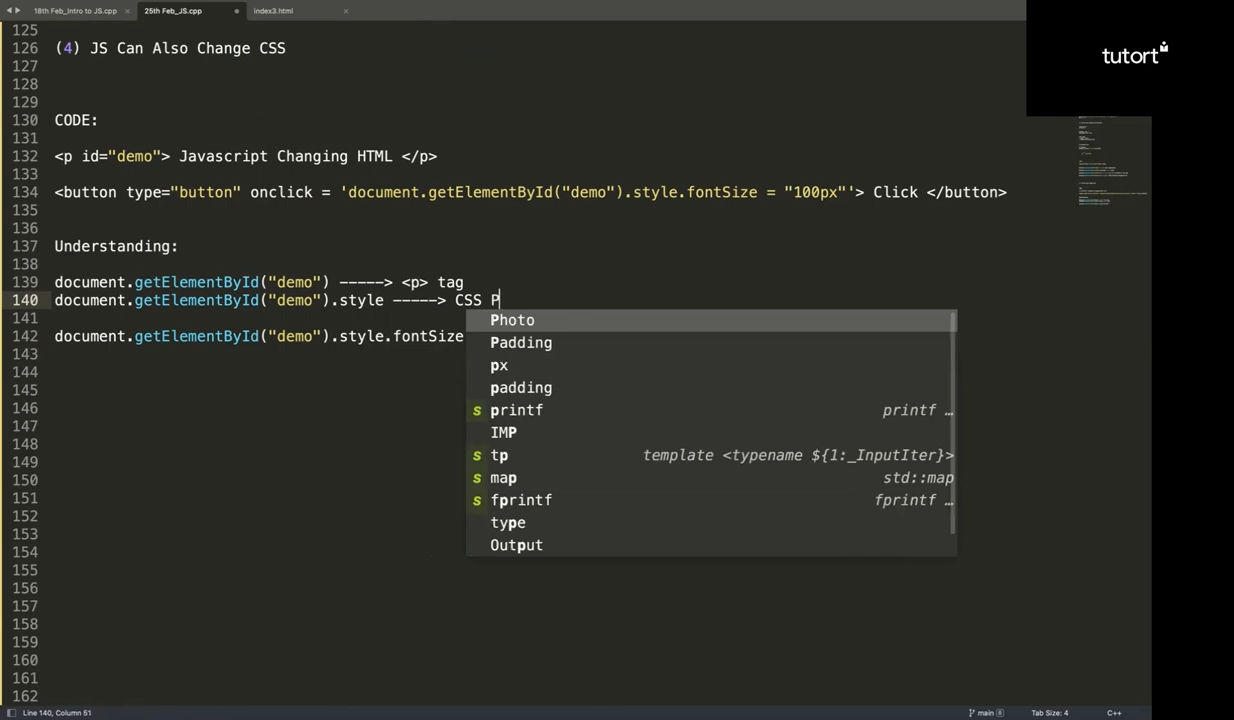 18th Feb_Intro to JS.cpp × 25th Feb_JS.cpp index3.html ×
tutort
125
126 (4) JS Can Also Change CSS
127
128
129
130 CODE:
131
132 <p id="demo"> Javascript Changing HTML </p>
133
134 <button type="button" onclick = 'document.getElementById("demo").style.fontSize = "100px"'> Click </button>
135
136
137 Understanding:
138
139 document.getElementById("demo") -----> <p> tag
140 document.getElementById("demo").style -----> CSS P
141
142 document.getElementById("demo").style.fontSize
143
144
145
146
147
148
149
150
151
152
153
154
155
156
157
158
159
160
161
162
Photo
Padding
px
padding
s printf printf …
IMP
s tp template <typename ${1:_InputIter}>
s map std::map
s fprintf fprintf …
type
Output
Line 140, Column 51 main 8 Tab Size: 4 C++